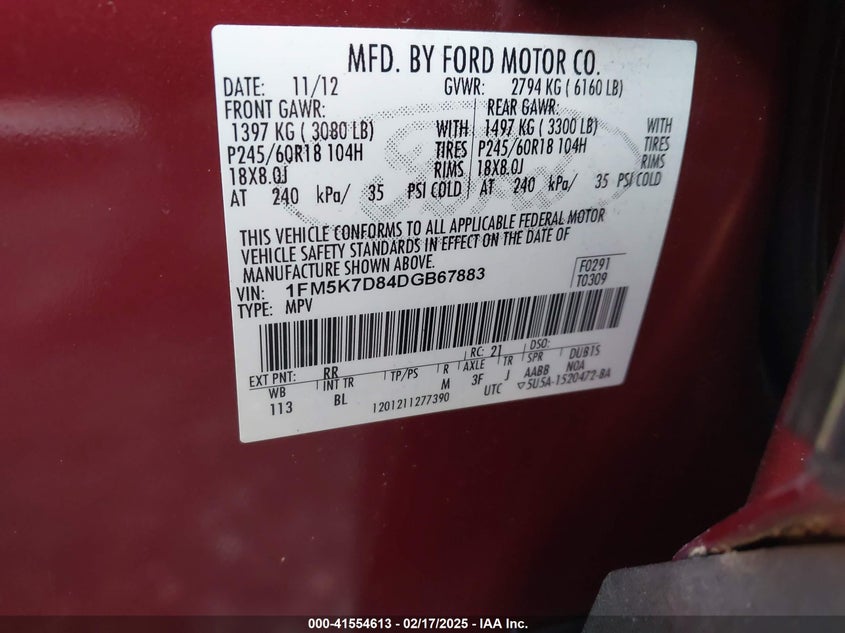 MFD. BY FORD MOTOR CO.
DATE: 11/12 GVWR: 2794 KG ( 6160 LB)
FRONT GAWR: REAR GAWR:
1397 KG ( 3080 LB) WITH 1497 KG ( 3300 LB) WITH
P245/60R18 104H TIRES P245/60R18 104H TIRES
18X8.0J RIMS 18X8.0J RIMS
AT 240 kPa/ 35 PSI COLD AT 240 kPa/ 35 PSI COLD
THIS VEHICLE CONFORMS TO ALL APPLICABLE FEDERAL MOTOR
VEHICLE SAFETY STANDARDS IN EFFECT ON THE DATE OF
MANUFACTURE SHOWN ABOVE.
VIN: 1FM5K7D84DGB67883 F0291
TYPE: MPV T0309
EXT PNT: RR RC: 21 DSO:
WB INT TR TP/PS R AXLE TR SPR DUB15
113 BL M 3F J AABB NOA
1201211277390 UTC ▽5U5A-1520472-BA
Ford
000-41554613 - 02/17/2025 - IAA Inc.